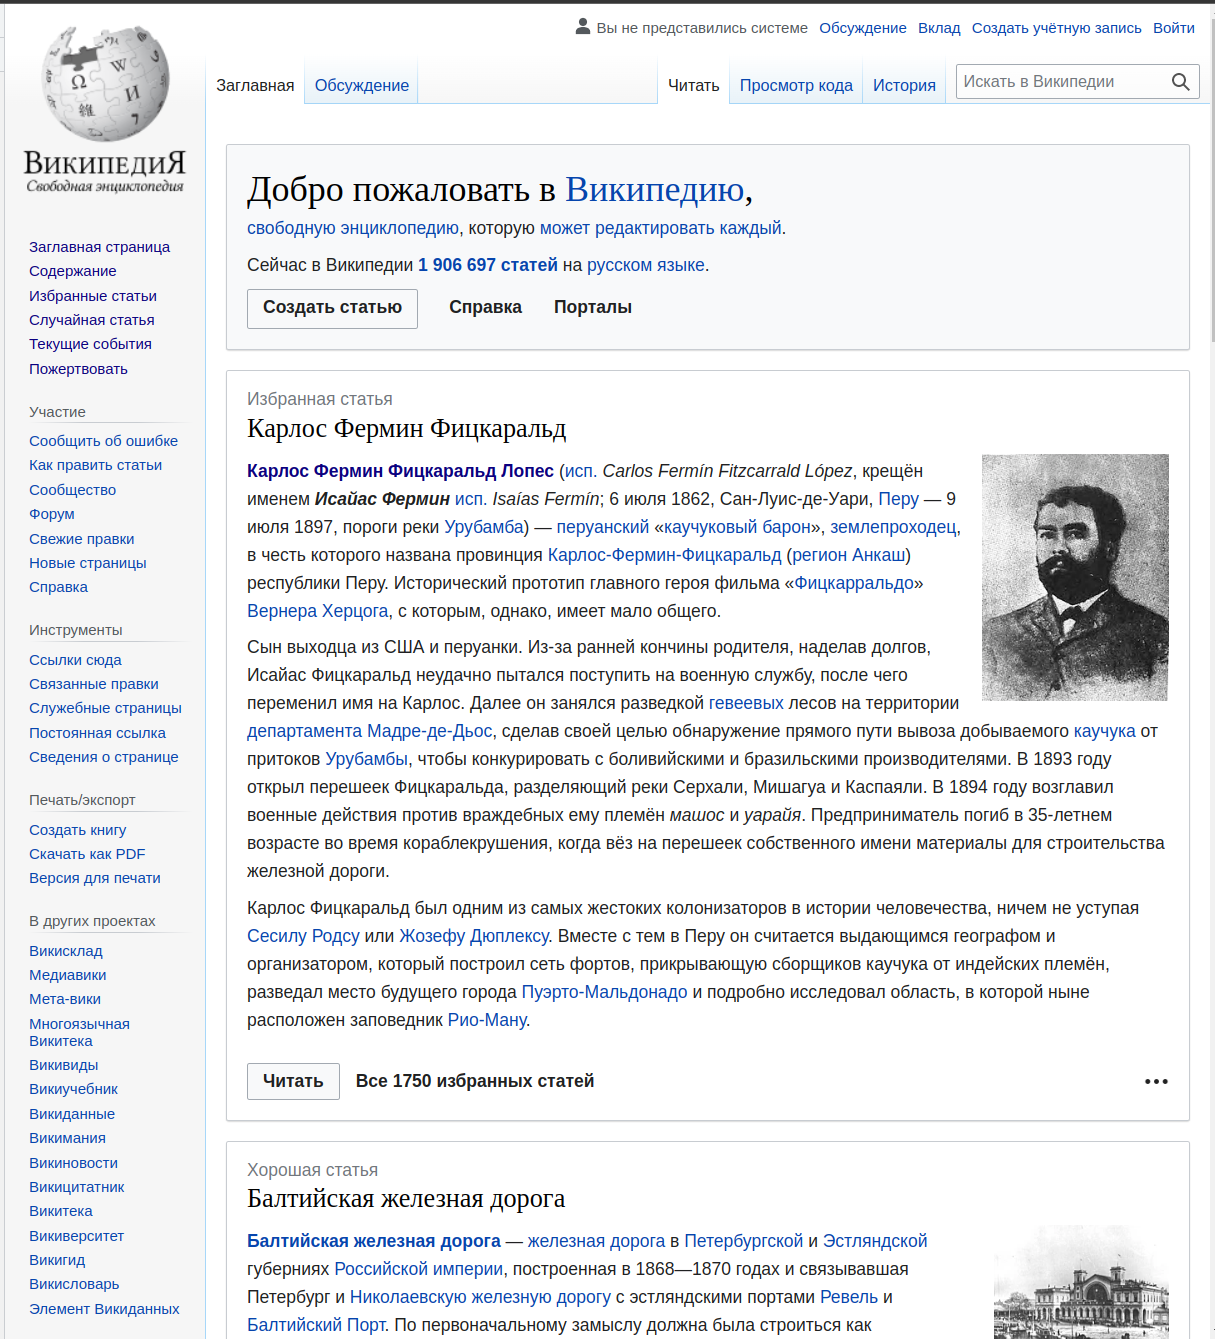 Вы не представились системе Обсуждение Вклад Создать учётную запись Войти
Заглавная Обсуждение Читать Просмотр кода История Искать в Википедии
ВикипедиЯ
Свободная энциклопедия
Заглавная страница
Содержание
Избранные статьи
Случайная статья
Текущие события
Пожертвовать
Участие
Сообщить об ошибке
Как править статьи
Сообщество
Форум
Свежие правки
Новые страницы
Справка
Инструменты
Ссылки сюда
Связанные правки
Служебные страницы
Постоянная ссылка
Сведения о странице
Печать/экспорт
Создать книгу
Скачать как PDF
Версия для печати
В других проектах
Викисклад
Медиавики
Мета-вики
Многоязычная
Викитека
Викивиды
Викиучебник
Викиданные
Викимания
Викиновости
Викицитатник
Викитека
Викиверситет
Викигид
Викисловарь
Элемент Викиданных
Добро пожаловать в Википедию,
свободную энциклопедию, которую может редактировать каждый.
Сейчас в Википедии 1 906 697 статей на русском языке.
Создать статью Справка Порталы
Избранная статья
Карлос Фермин Фицкаральд
Карлос Фермин Фицкаральд Лопес (исп. Carlos Fermín Fitzcarrald López, крещён
именем Исайас Фермин исп. Isaías Fermín; 6 июля 1862, Сан-Луис-де-Уари, Перу — 9
июля 1897, пороги реки Урубамба) — перуанский «каучуковый барон», землепроходец,
в честь которого названа провинция Карлос-Фермин-Фицкаральд (регион Анкаш)
республики Перу. Исторический прототип главного героя фильма «Фицкарральдо»
Вернера Херцога, с которым, однако, имеет мало общего.
Сын выходца из США и перуанки. Из-за ранней кончины родителя, наделав долгов,
Исайас Фицкаральд неудачно пытался поступить на военную службу, после чего
переменил имя на Карлос. Далее он занялся разведкой гевеевых лесов на территории
департамента Мадре-де-Дьос, сделав своей целью обнаружение прямого пути вывоза добываемого каучука от
притоков Урубамбы, чтобы конкурировать с боливийскими и бразильскими производителями. В 1893 году
открыл перешеек Фицкаральда, разделяющий реки Серхали, Мишагуа и Каспаяли. В 1894 году возглавил
военные действия против враждебных ему племён машос и уарайя. Предприниматель погиб в 35-летнем
возрасте во время кораблекрушения, когда вёз на перешеек собственного имени материалы для строительства
железной дороги.
Карлос Фицкаральд был одним из самых жестоких колонизаторов в истории человечества, ничем не уступая
Сесилу Родсу или Жозефу Дюплексу. Вместе с тем в Перу он считается выдающимся географом и
организатором, который построил сеть фортов, прикрывающую сборщиков каучука от индейских племён,
разведал место будущего города Пуэрто-Мальдонадо и подробно исследовал область, в которой ныне
расположен заповедник Рио-Ману.
Читать Все 1750 избранных статей
Хорошая статья
Балтийская железная дорога
Балтийская железная дорога — железная дорога в Петербургской и Эстляндской
губерниях Российской империи, построенная в 1868—1870 годах и связывавшая
Петербург и Николаевскую железную дорогу с эстляндскими портами Ревель и
Балтийский Порт. По первоначальному замыслу должна была строиться как